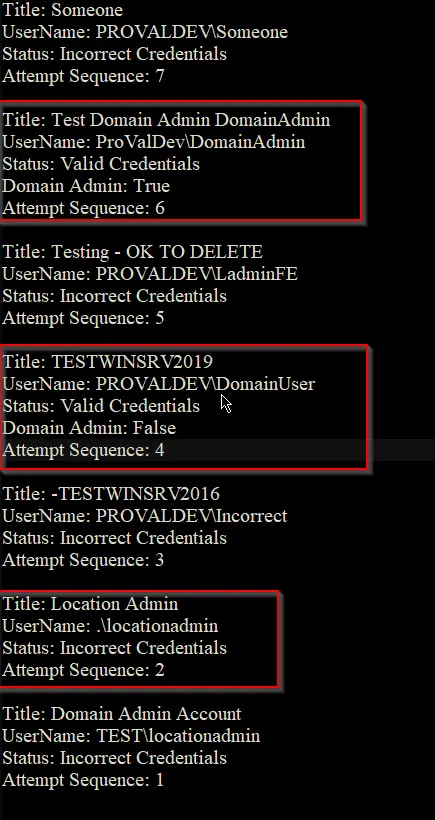 Title: Someone
UserName: PROVALDEV\Someone
Status: Incorrect Credentials
Attempt Sequence: 7
Title: Test Domain Admin DomainAdmin
UserName: ProValDev\DomainAdmin
Status: Valid Credentials
Domain Admin: True
Attempt Sequence: 6
Title: Testing - OK TO DELETE
UserName: PROVALDEV\LadminFE
Status: Incorrect Credentials
Attempt Sequence: 5
Title: TESTWINSRV2019
UserName: PROVALDEV\DomainUser
Status: Valid Credentials
Domain Admin: False
Attempt Sequence: 4
Title: -TESTWINSRV2016
UserName: PROVALDEV\Incorrect
Status: Incorrect Credentials
Attempt Sequence: 3
Title: Location Admin
UserName: .\locationadmin
Status: Incorrect Credentials
Attempt Sequence: 2
Title: Domain Admin Account
UserName: TEST\locationadmin
Status: Incorrect Credentials
Attempt Sequence: 1